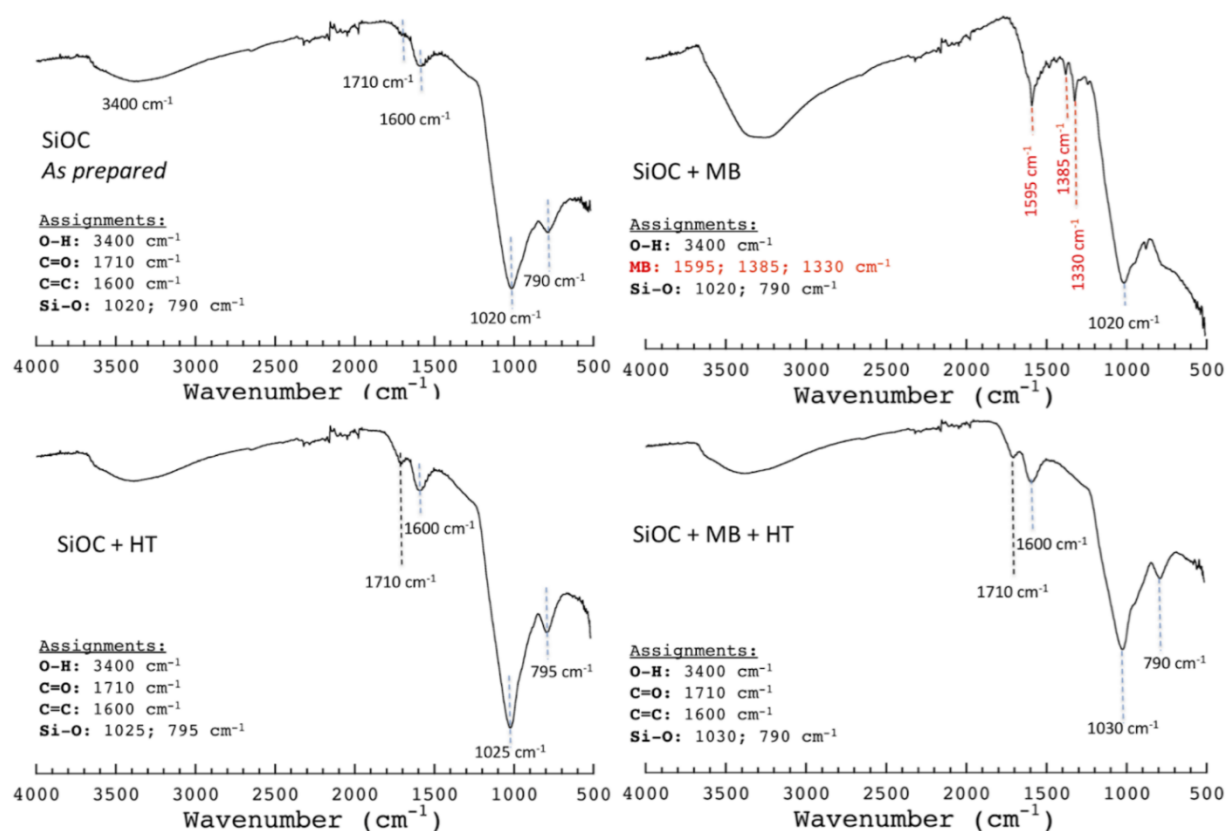 3400 cm⁻¹
1710 cm⁻¹
1600 cm⁻¹
SiOC
As prepared
Assignments:
O-H: 3400 cm⁻¹
C=O: 1710 cm⁻¹
C=C: 1600 cm⁻¹
Si-O: 1020; 790 cm⁻¹
790 cm⁻¹
1020 cm⁻¹
4000 3500 3000 2500 2000 1500 1000 500
Wavenumber (cm⁻¹)
SiOC + MB
Assignments:
O-H: 3400 cm⁻¹
MB: 1595; 1385; 1330 cm⁻¹
Si-O: 1020; 790 cm⁻¹
1595 cm⁻¹
1385 cm⁻¹
1330 cm⁻¹
1020 cm⁻¹
4000 3500 3000 2500 2000 1500 1000 500
Wavenumber (cm⁻¹)
SiOC + HT
1600 cm⁻¹
1710 cm⁻¹
Assignments:
O-H: 3400 cm⁻¹
C=O: 1710 cm⁻¹
C=C: 1600 cm⁻¹
Si-O: 1025; 795 cm⁻¹
795 cm⁻¹
1025 cm⁻¹
4000 3500 3000 2500 2000 1500 1000 500
Wavenumber (cm⁻¹)
SiOC + MB + HT
1600 cm⁻¹
1710 cm⁻¹
Assignments:
O-H: 3400 cm⁻¹
C=O: 1710 cm⁻¹
C=C: 1600 cm⁻¹
Si-O: 1030; 790 cm⁻¹
790 cm⁻¹
1030 cm⁻¹
4000 3500 3000 2500 2000 1500 1000 500
Wavenumber (cm⁻¹)